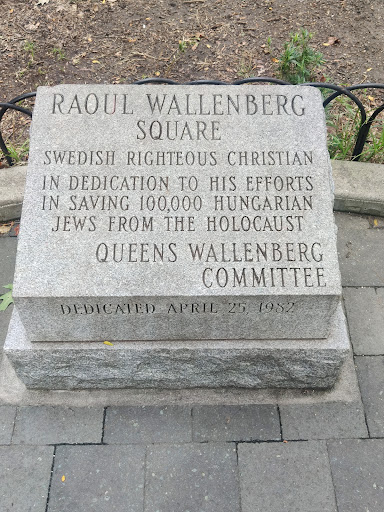 RAOUL WALLENBERG
SQUARE
SWEDISH RIGHTEOUS CHRISTIAN
IN DEDICATION TO HIS EFFORTS
IN SAVING 100,000 HUNGARIAN
JEWS FROM THE HOLOCAUST
QUEENS WALLENBERG
COMMITTEE
DEDICATED APRIL 25, 1982